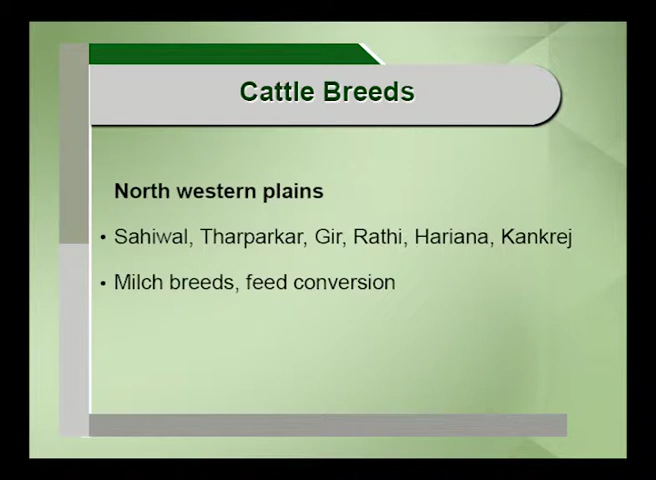 Cattle Breeds
North western plains
• Sahiwal, Tharparkar, Gir, Rathi, Hariana, Kankrej
• Milch breeds, feed conversion